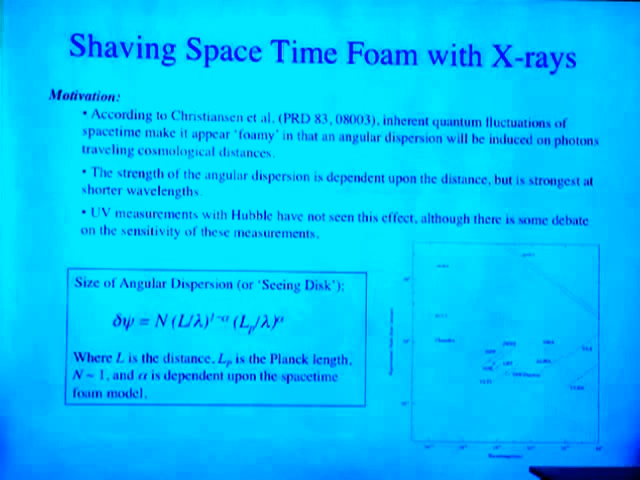 Shaving Space Time Foam with X-rays
Motivation:
• According to Christiansen et al. (PRD 83, 08003), inherent quantum fluctuations of
spacetime make it appear 'foamy' in that an angular dispersion will be induced on photons
traveling cosmological distances.
• The strength of the angular dispersion is dependent upon the distance, but is strongest at
shorter wavelengths.
• UV measurements with Hubble have not seen this effect, although there is some debate
on the sensitivity of these measurements.
Size of Angular Dispersion (or 'Seeing Disk'):
δψ = N (L/λ)^{1-α} (L_p/λ)^α
Where L is the distance, L_p is the Planck length,
N ~ 1, and α is dependent upon the spacetime
foam model.
Chandra